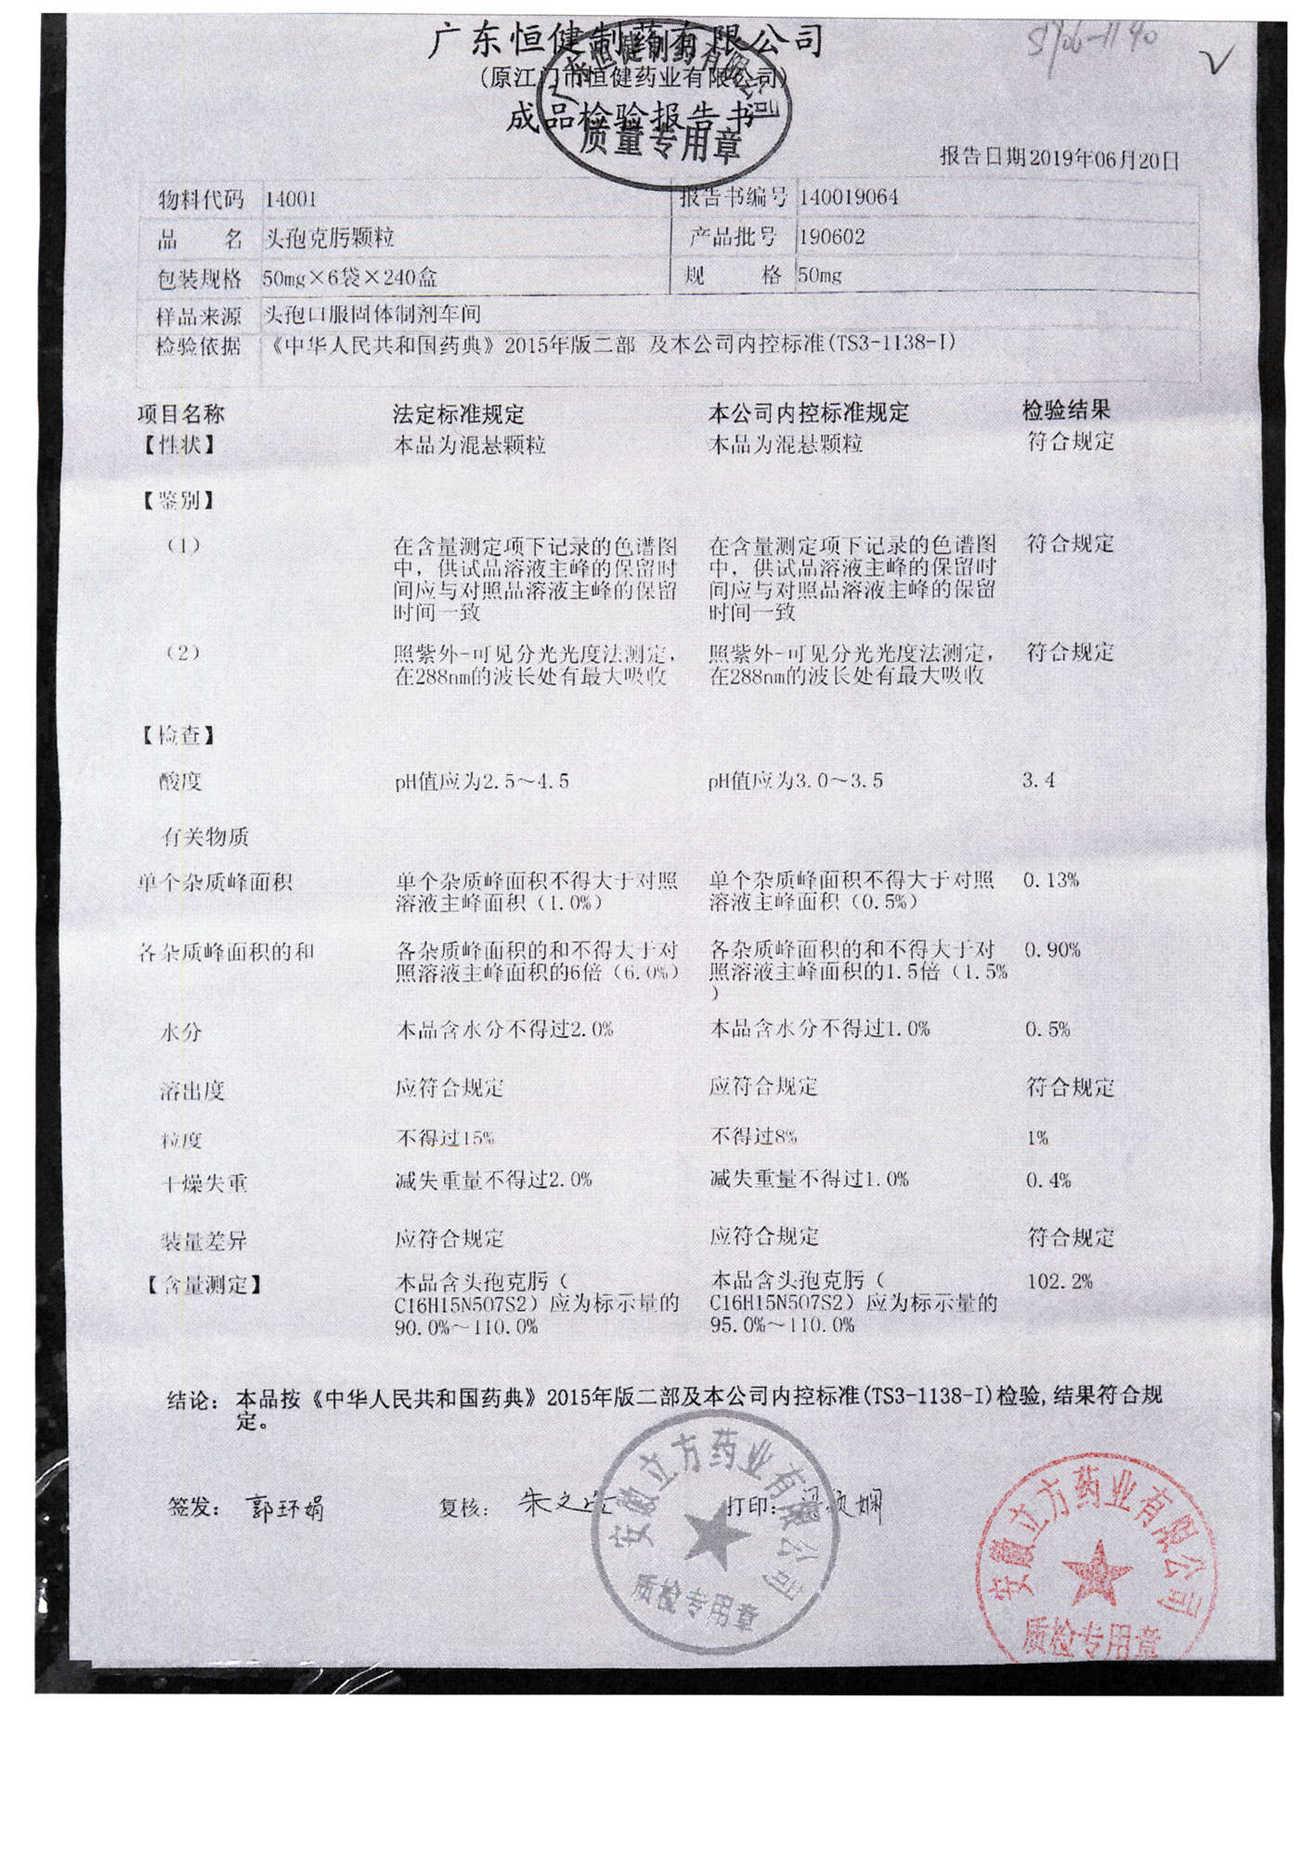 广东恒健制药有限公司
(原江门市恒健药业有限公司)
成品检验报告书
广东恒健制药有限公司
质量专用章
报告日期2019年06月20日
物料代码 14001 报告书编号 140019064
品 名 头孢克肟颗粒 产品批号 190602
包装规格 50mg×6袋×240盒 规 格 50mg
样品来源 头孢口服固体制剂车间
检验依据 《中华人民共和国药典》2015年版二部 及本公司内控标准(TS3-1138-I)
项目名称 法定标准规定 本公司内控标准规定 检验结果
【性状】 本品为混悬颗粒 本品为混悬颗粒 符合规定
【鉴别】
(1) 在含量测定项下记录的色谱图 在含量测定项下记录的色谱图 符合规定
中，供试品溶液主峰的保留时 中，供试品溶液主峰的保留时
间应与对照品溶液主峰的保留 间应与对照品溶液主峰的保留
时间一致 时间一致
(2) 照紫外-可见分光光度法测定， 照紫外-可见分光光度法测定， 符合规定
在288nm的波长处有最大吸收 在288nm的波长处有最大吸收
【检查】
酸度 pH值应为2.5～4.5 pH值应为3.0～3.5 3.4
有关物质
单个杂质峰面积 单个杂质峰面积不得大于对照 单个杂质峰面积不得大于对照 0.13%
溶液主峰面积（1.0%） 溶液主峰面积（0.5%）
各杂质峰面积的和 各杂质峰面积的和不得大于对 各杂质峰面积的和不得大于对 0.90%
照溶液主峰面积的6倍（6.0%） 照溶液主峰面积的1.5倍（1.5%
）
水分 本品含水分不得过2.0% 本品含水分不得过1.0% 0.5%
溶出度 应符合规定 应符合规定 符合规定
粒度 不得过15% 不得过8% 1%
干燥失重 减失重量不得过2.0% 减失重量不得过1.0% 0.4%
装量差异 应符合规定 应符合规定 符合规定
【含量测定】 本品含头孢克肟（ 本品含头孢克肟（ 102.2%
C16H15N5O7S2）应为标示量的 C16H15N5O7S2）应为标示量的
90.0%～110.0% 95.0%～110.0%
结论：本品按《中华人民共和国药典》2015年版二部及本公司内控标准(TS3-1138-I)检验,结果符合规
定。
签发：郭环娟 复核：朱文 打印：娴
安徽立方药业有限公司
质检专用章
安徽立方药业有限公司
质检专用章